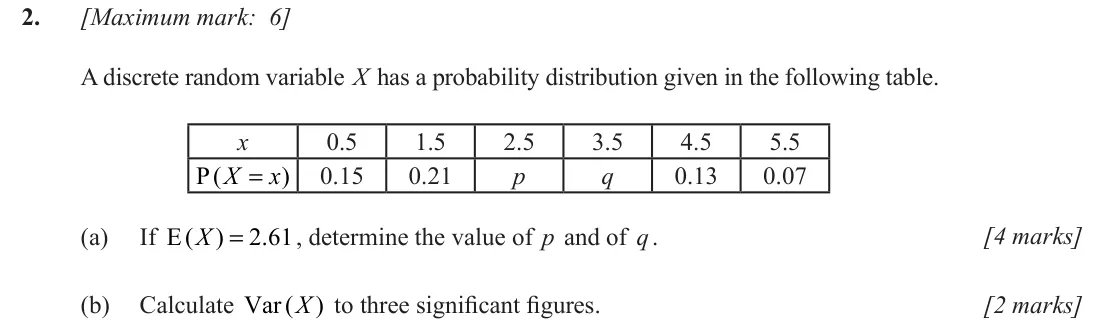 2. [Maximum mark: 6]
A discrete random variable X has a probability distribution given in the following table.
x 0.5 1.5 2.5 3.5 4.5 5.5
P(X = x) 0.15 0.21 p q 0.13 0.07
(a) If E(X) = 2.61, determine the value of p and of q. [4 marks]
(b) Calculate Var(X) to three significant figures. [2 marks]